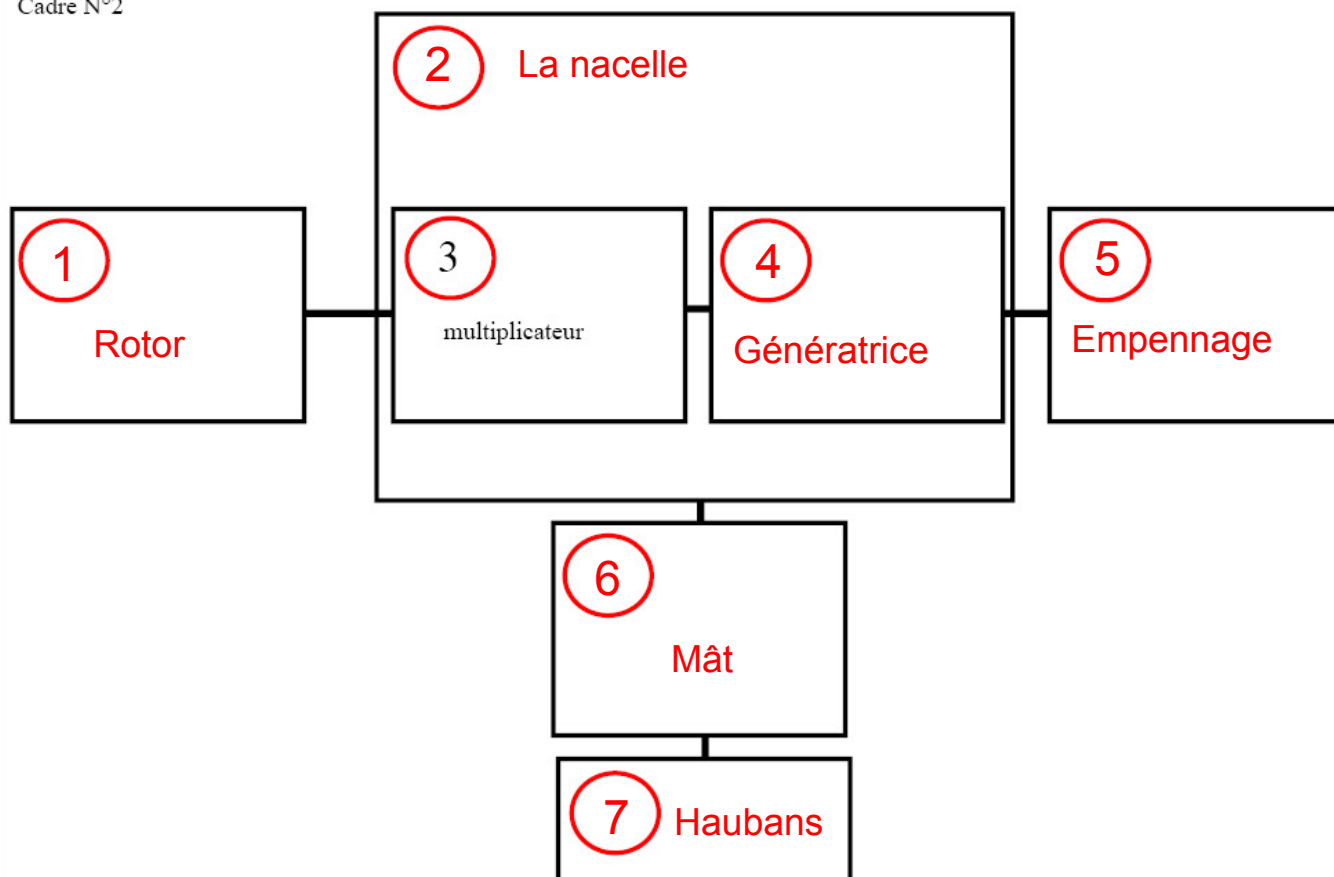 Cadre N°2
2 La nacelle
1
Rotor
3
multiplicateur
4
Génératrice
5
Empennage
6
Mât
7 Haubans